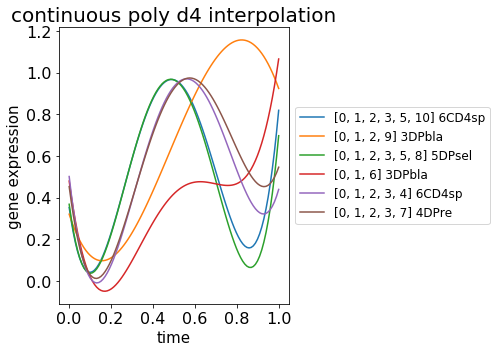 continuous poly d4 interpolation
gene expression
1.2
1.0
0.8
0.6
0.4
0.2
0.0
0.0 0.2 0.4 0.6 0.8 1.0
time
[0, 1, 2, 3, 5, 10] 6CD4sp
[0, 1, 2, 9] 3DPbla
[0, 1, 2, 3, 5, 8] 5DPsel
[0, 1, 6] 3DPbla
[0, 1, 2, 3, 4] 6CD4sp
[0, 1, 2, 3, 7] 4DPre